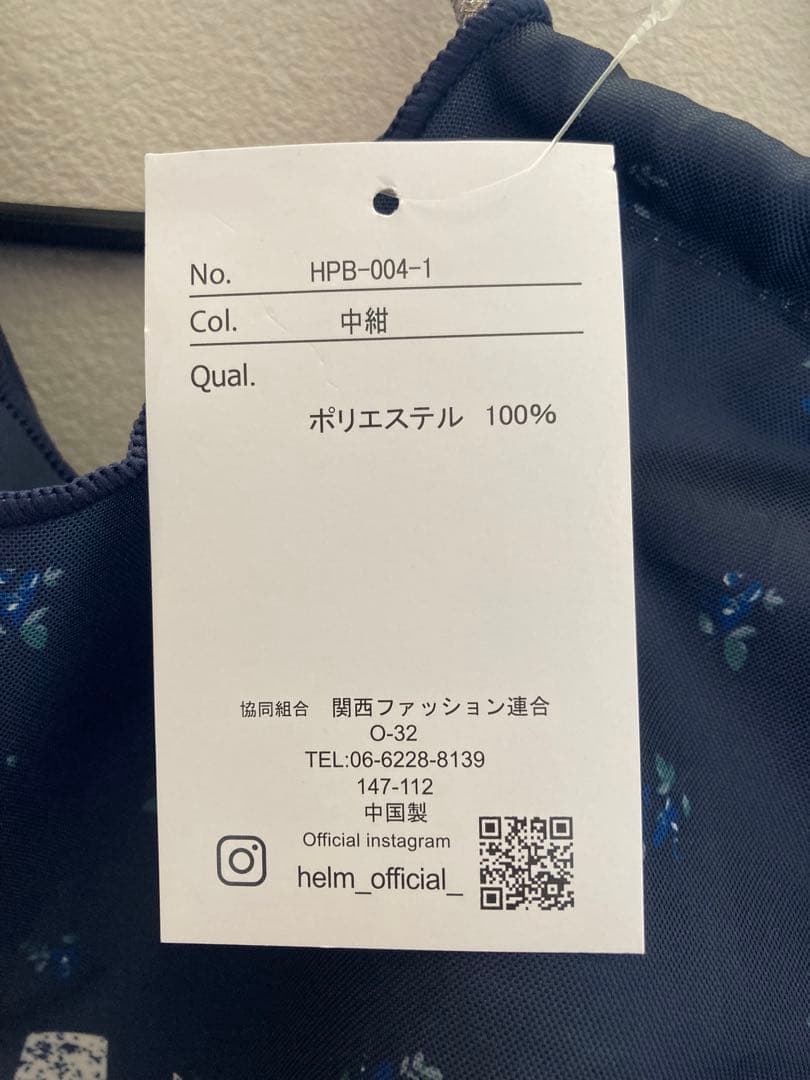 No. HPB-004-1
Col. 中紺
Qual.
ポリエステル 100%
協同組合 関西ファッション連合
O-32
TEL:06-6228-8139
147-112
中国製
Official instagram
helm_official_